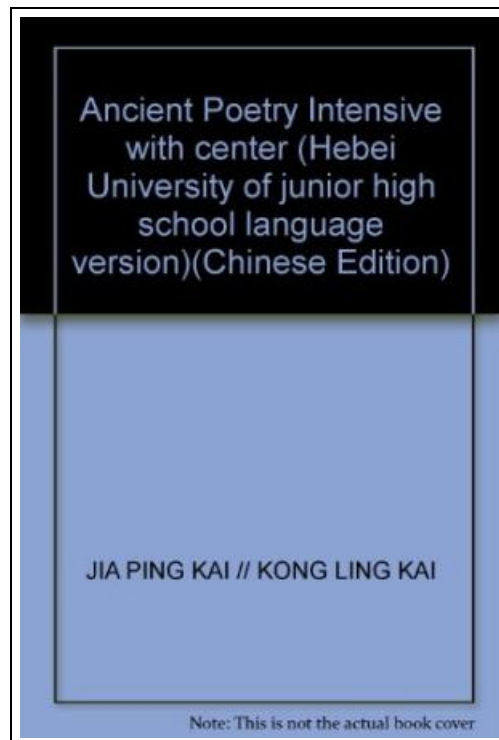 Ancient Poetry Intensive
with center (Hebei
University of junior high
school language
version)(Chinese Edition)
JIA PING KAI // KONG LING KAI
Note: This is not the actual book cover